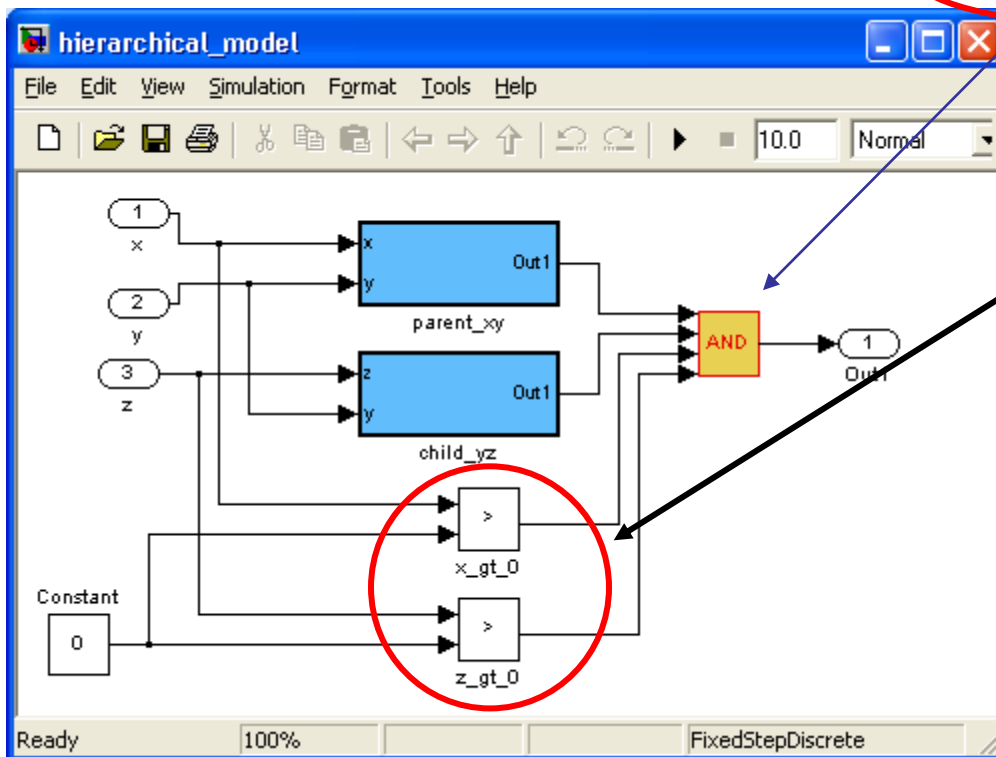 hierarchical_model
File Edit View Simulation Format Tools Help
10.0 Normal
1
x
2
y
3
z
x
y
Out1
parent_xy
z
y
Out1
child_yz
AND
1
Out1
>
x_gt_0
>
z_gt_0
Constant
0
Ready 100% FixedStepDiscrete